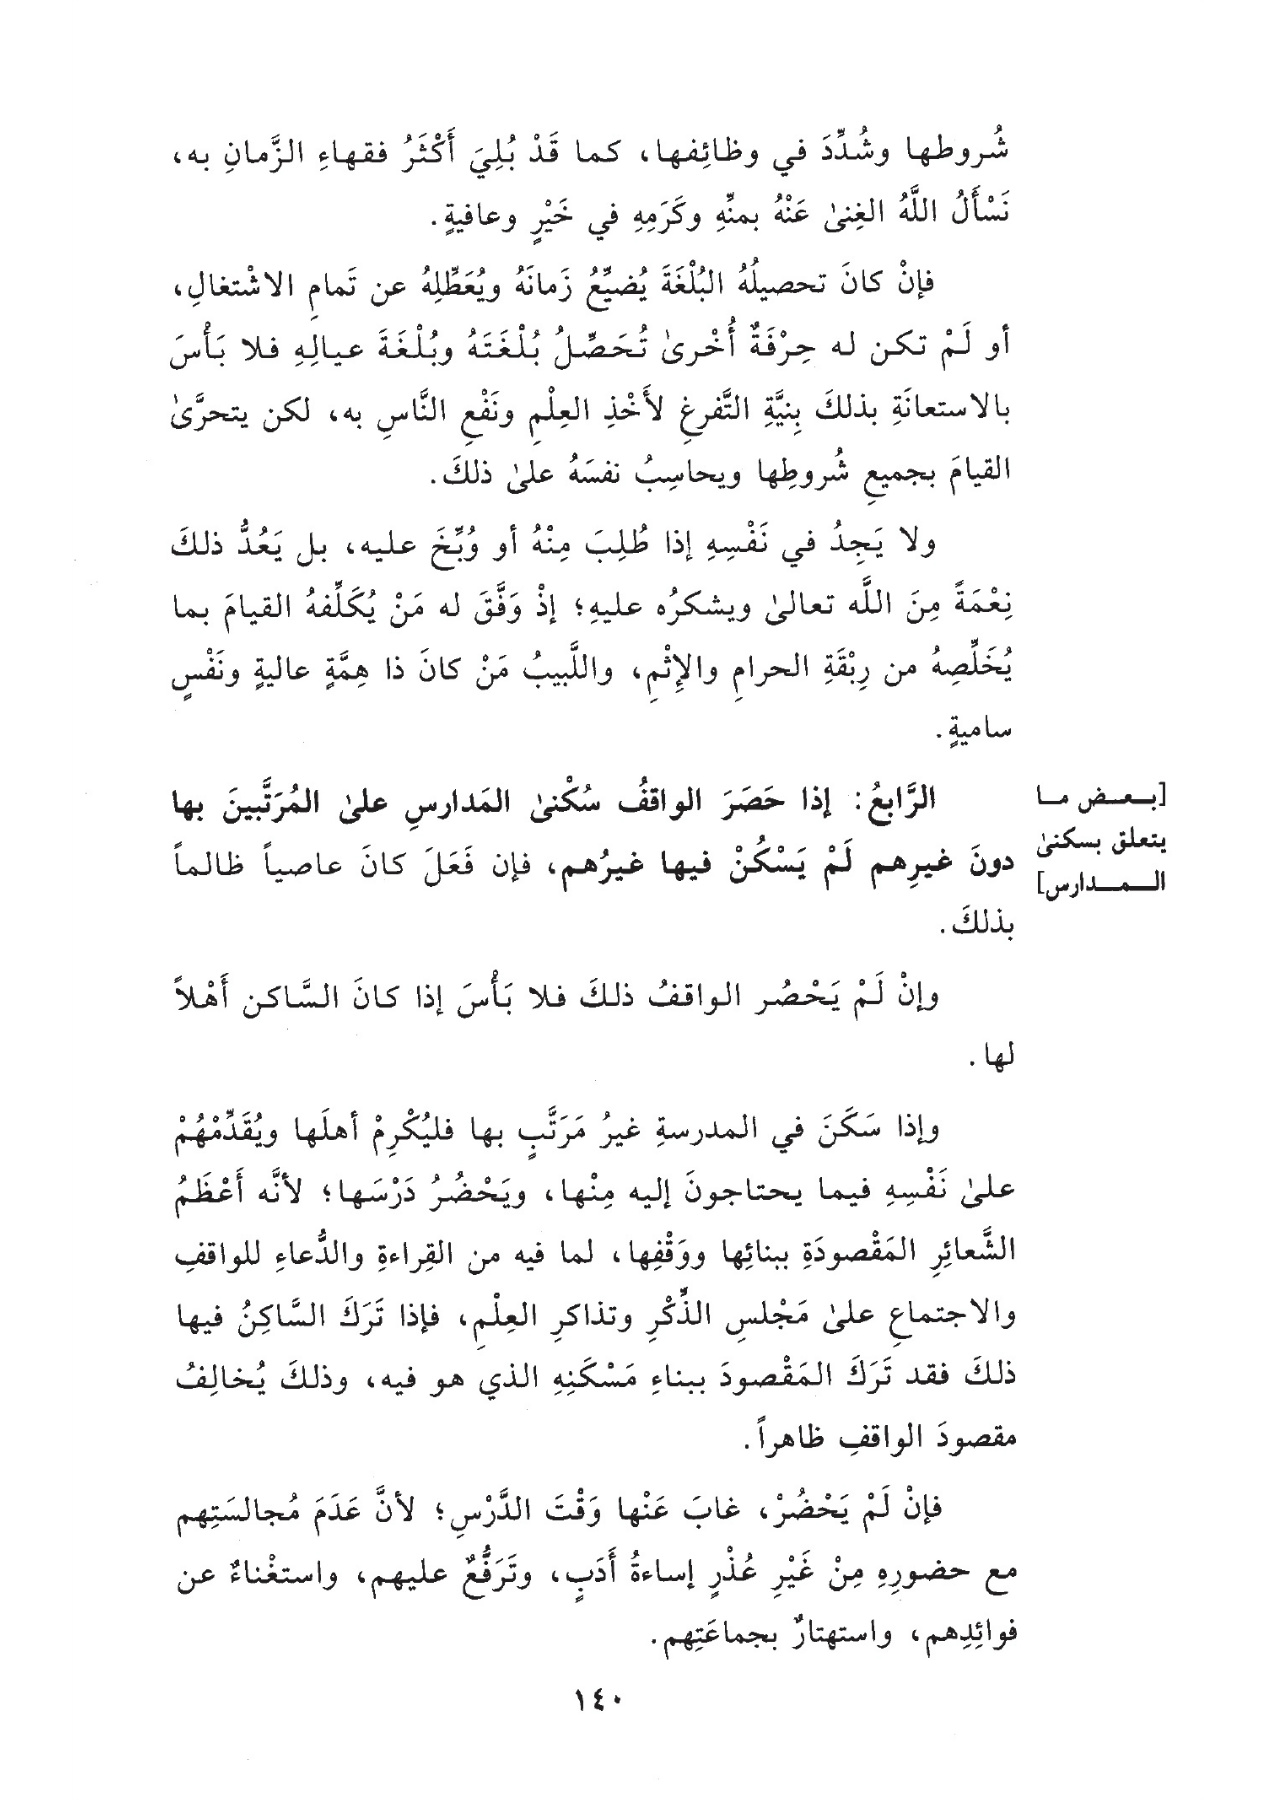 شُروطها وشُدِّدَ في وظائِفها، كما قَدْ بُلِيَ أَكْثَرُ فقهاءِ الزَّمانِ به،
نَسْأَلُ اللَّهُ الغِنىٰ عَنْهُ بمنِّهِ وكَرَمِهِ في خَيْرٍ وعافيةٍ.
فإنْ كانَ تحصيلُهُ البُلْغَةَ يُضيِّعُ زَمانَهُ ويُعَطِّلِهُ عن تَمامِ الاشْتغالِ،
أو لَمْ تكن له حِرْفَةٌ أُخْرىٰ تُحَصِّلُ بُلْغَتَهُ وبُلْغَةَ عيالِهِ فلا بَأْسَ
بالاستعانَةِ بذلكَ بِنيَّةِ التَّفرغِ لأَخْذِ العِلْمِ ونَفْعِ النَّاسِ به، لكن يتحرَّىٰ
القيامَ بجميعِ شُروطِها ويحاسِبُ نفسَهُ علىٰ ذلكَ.
ولا يَجِدُ في نَفْسِهِ إذا طُلِبَ مِنْهُ أو وُبِّخَ عليه، بل يَعُدُّ ذلكَ
نِعْمَةً مِنَ اللَّه تعالىٰ ويشكرُه عليهِ؛ إذْ وَفَّقَ له مَنْ يُكَلِّفهُ القيامَ بما
يُخَلِّصِهُ من رِبْقَةِ الحرامِ والإِثْمِ، واللَّبيبُ مَنْ كانَ ذا هِمَّةٍ عاليةٍ ونَفْسٍ
ساميةٍ.
الرَّابعُ: إذا حَصَرَ الواقفُ سُكْنىٰ المَدارسِ علىٰ المُرَتَّبينَ بها
دونَ غيرِهم لَمْ يَسْكُنْ فيها غيرُهم، فإن فَعَلَ كانَ عاصياً ظالماً
بذلكَ.
[بعض ما
يتعلق بسكنىٰ
المدارس]
وإنْ لَمْ يَحْصُر الواقفُ ذلكَ فلا بَأْسَ إذا كانَ السَّاكن أَهْلاً
لها.
وإذا سَكَنَ في المدرسةِ غيرُ مَرَتَّبٍ بها فليُكْرِمْ أهلَها ويُقَدِّمْهُمْ
علىٰ نَفْسِهِ فيما يحتاجونَ إليه مِنْها، ويَحْضُرُ دَرْسَها؛ لأنَّه أَعْظَمُ
الشَّعائِرِ المَقْصودَةِ ببنائِها ووَقْفِها، لما فيه من القِراءةِ والدُّعاءِ للواقفِ
والاجتماعِ علىٰ مَجْلسِ الذِّكْرِ وتذاكرِ العِلْمِ، فإذا تَرَكَ السَّاكِنُ فيها
ذلكَ فقد تَرَكَ المَقْصودَ ببناءِ مَسْكَنِهِ الذي هو فيه، وذلكَ يُخالِفُ
مقصودَ الواقفِ ظاهراً.
فإنْ لَمْ يَحْضُرْ، غابَ عَنْها وَقْتَ الدَّرْسِ؛ لأنَّ عَدَمَ مُجالسَتِهم
مع حضورِهِ مِنْ غَيْرِ عُذْرٍ إساءةُ أَدَبٍ، وتَرَفُّعٌ عليهم، واستغْناءٌ عن
فوائِدِهم، واستهتارٌ بجماعَتِهم.
١٤٠